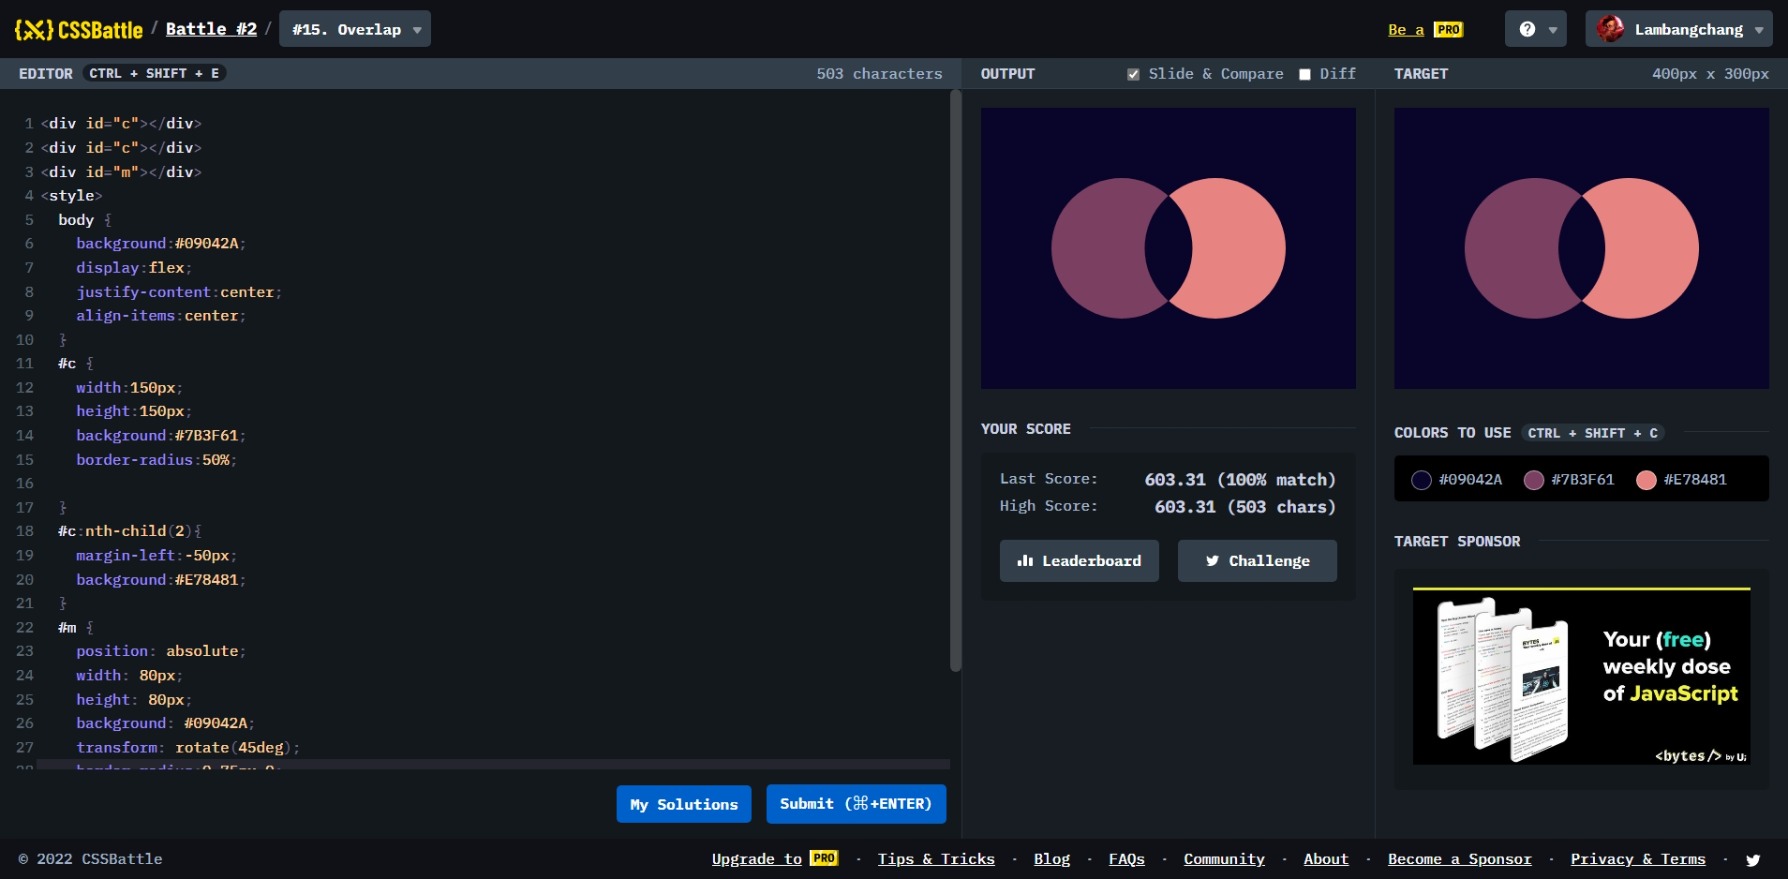 CSSBattle / Battle #2 / #15. Overlap
Be a PRO
Lambangchang
EDITOR CTRL + SHIFT + E
503 characters
1 <div id="c"></div>
2 <div id="c"></div>
3 <div id="m"></div>
4 <style>
5 body {
6 background:#09042A;
7 display:flex;
8 justify-content:center;
9 align-items:center;
10 }
11 #c {
12 width:150px;
13 height:150px;
14 background:#7B3F61;
15 border-radius:50%;
16
17 }
18 #c:nth-child(2){
19 margin-left:-50px;
20 background:#E78481;
21 }
22 #m {
23 position: absolute;
24 width: 80px;
25 height: 80px;
26 background: #09042A;
27 transform: rotate(45deg);
My Solutions
Submit (⌘+ENTER)
OUTPUT
Slide & Compare
Diff
YOUR SCORE
Last Score: 603.31 (100% match)
High Score: 603.31 (503 chars)
Leaderboard
Challenge
TARGET
400px x 300px
COLORS TO USE CTRL + SHIFT + C
#09042A #7B3F61 #E78481
TARGET SPONSOR
Your (free)
weekly dose
of JavaScript
<bytes/> by
© 2022 CSSBattle
Upgrade to PRO · Tips & Tricks · Blog · FAQs · Community · About · Become a Sponsor · Privacy & Terms ·